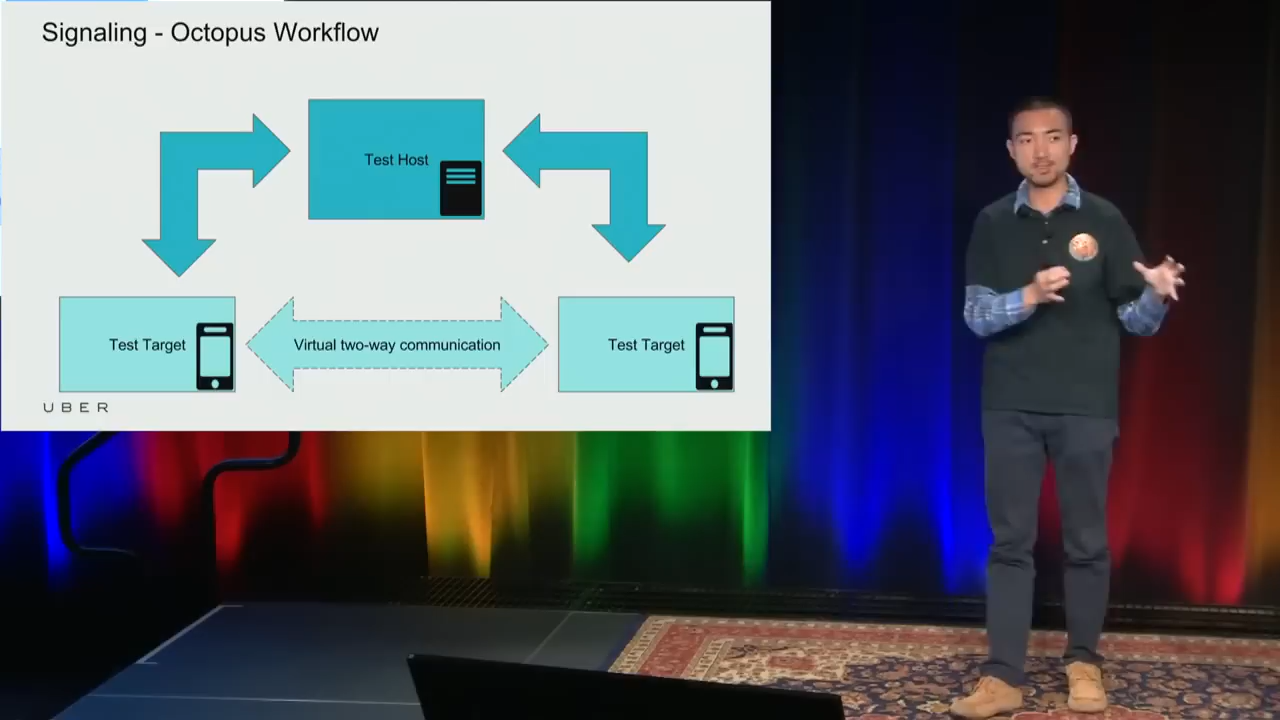 Signaling - Octopus Workflow
Test Host
Test Target
Virtual two-way communication
Test Target
UBER